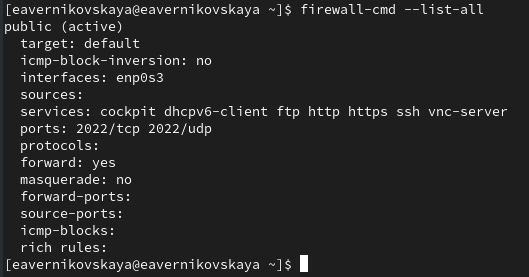 [eavernikovskaya@eavernikovskaya ~]$ firewall-cmd --list-all
public (active)
  target: default
  icmp-block-inversion: no
  interfaces: enp0s3
  sources:
  services: cockpit dhcpv6-client ftp http https ssh vnc-server
  ports: 2022/tcp 2022/udp
  protocols:
  forward: yes
  masquerade: no
  forward-ports:
  source-ports:
  icmp-blocks:
  rich rules:
[eavernikovskaya@eavernikovskaya ~]$